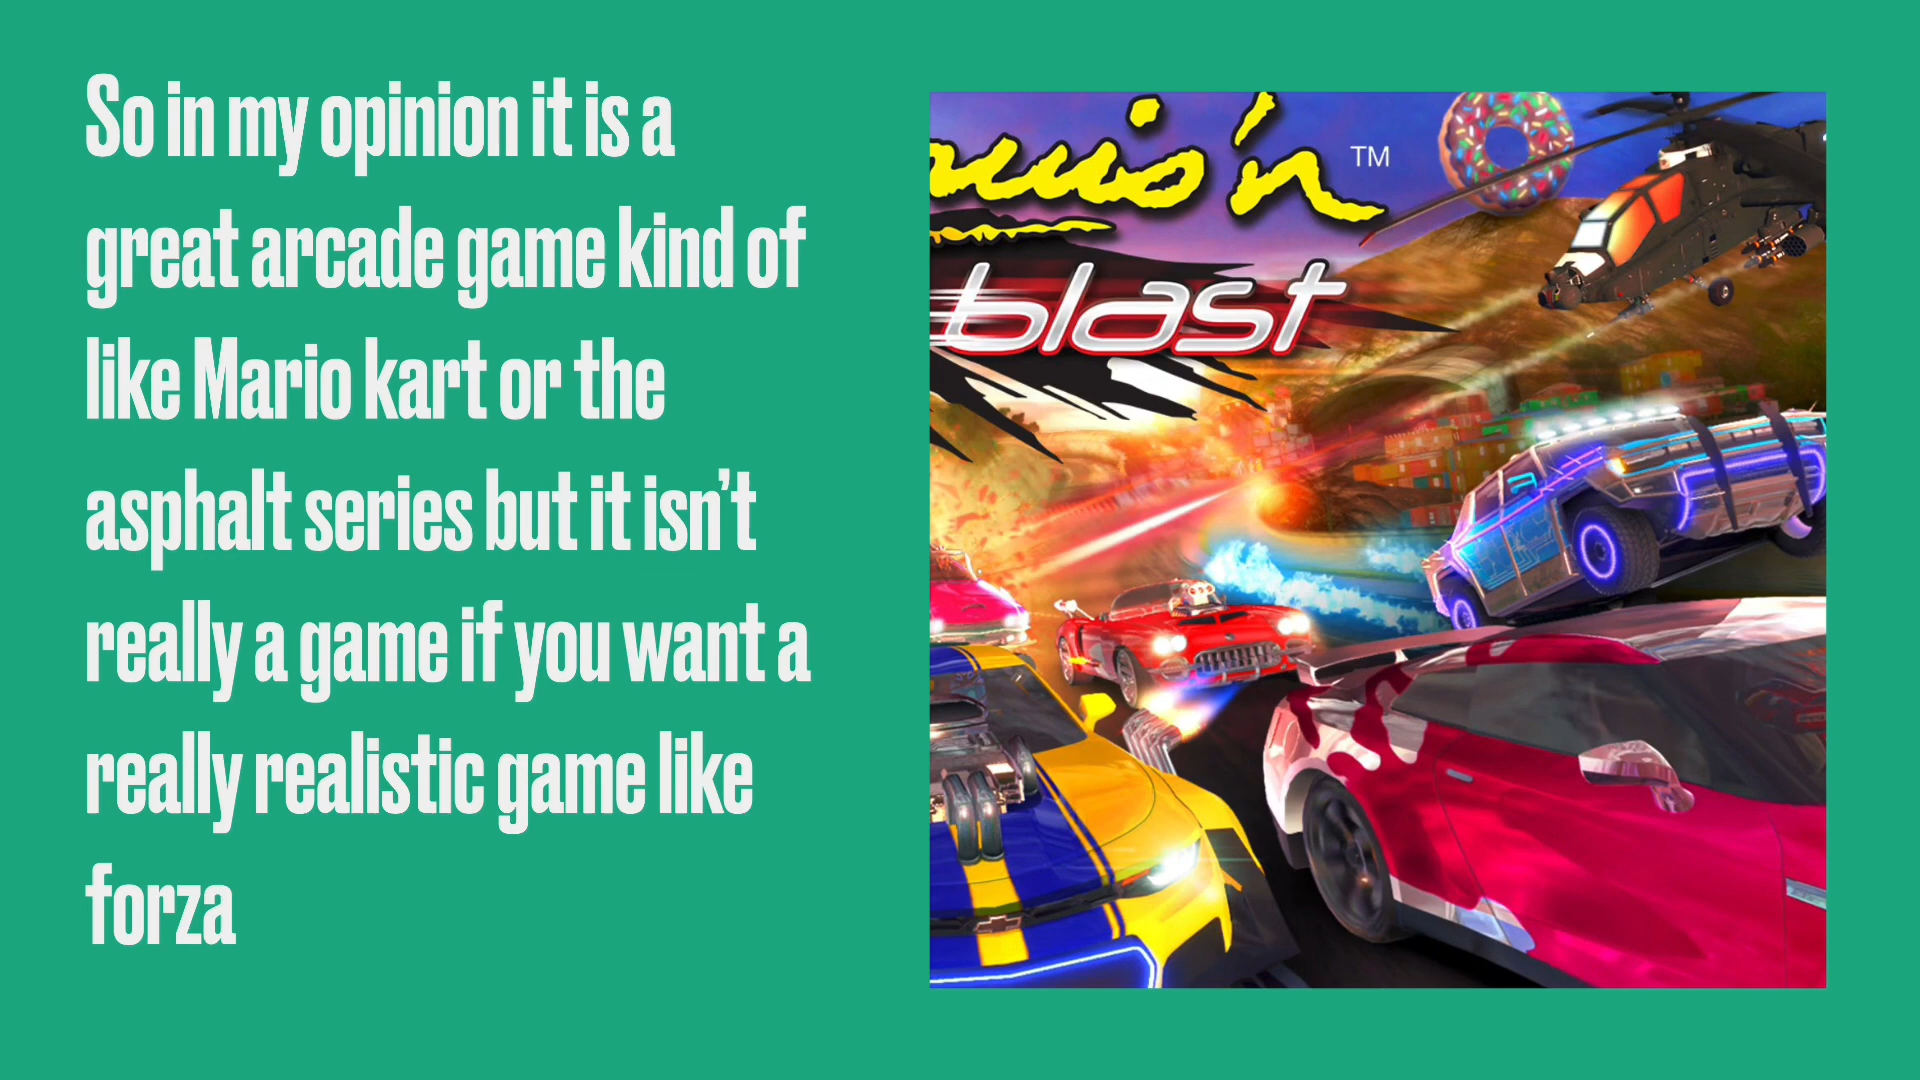 So in my opinion it is a
great arcade game kind of
like Mario kart or the
asphalt series but it isn't
really a game if you want a
really realistic game like
forza
TM
blast